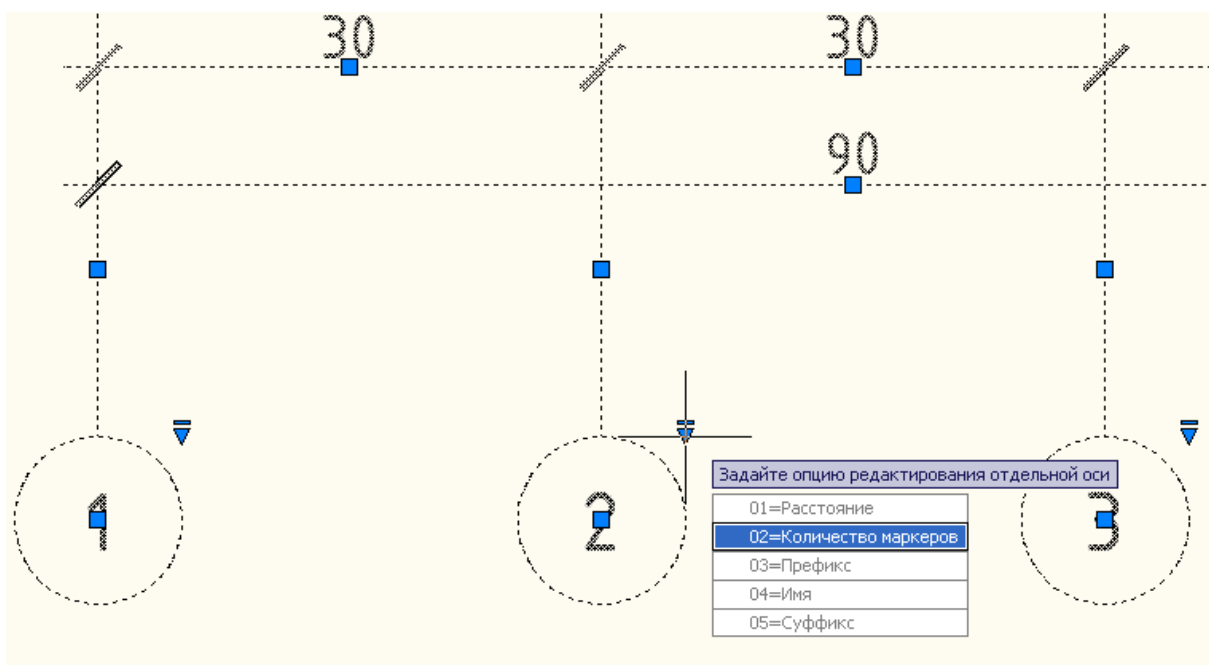 30 30
90
Задайте опцию редактирования отдельной оси
01=Расстояние
1 2 02=Количество маркеров 3
03=Префикс
04=Имя
05=Суффикс